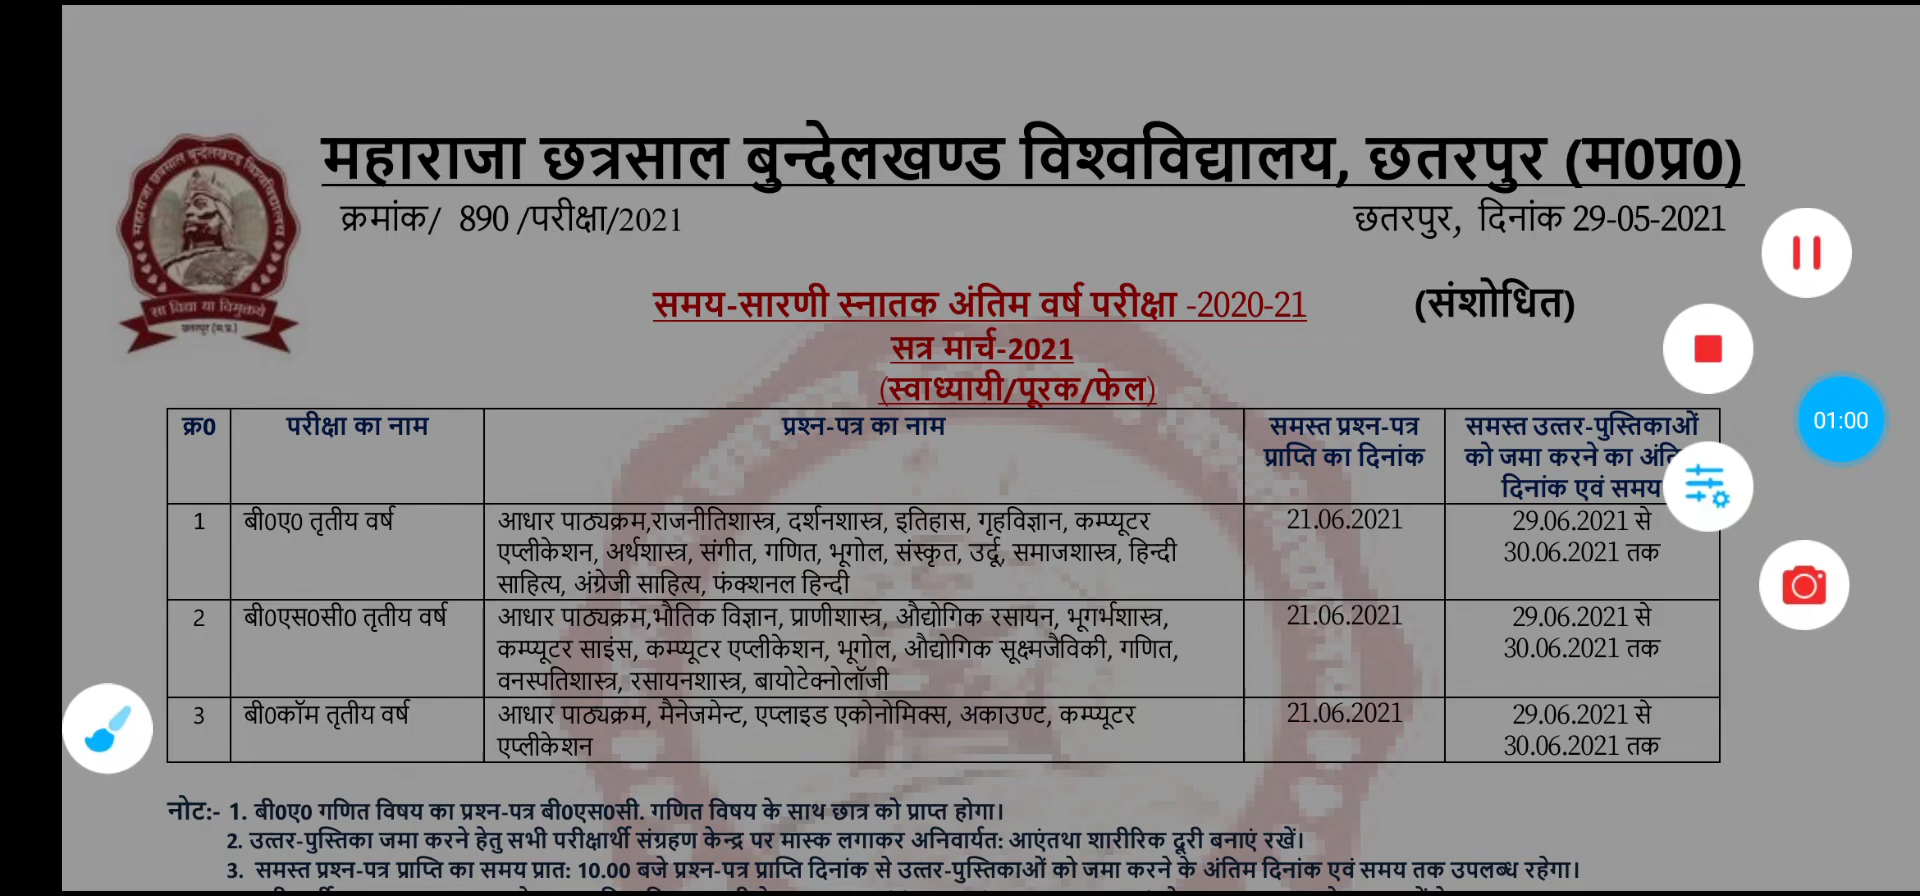 महाराजा छत्रसाल बुन्देलखण्ड विश्वविद्यालय, छतरपुर (म0प्र0)
क्रमांक/ 890 /परीक्षा/2021 छतरपुर, दिनांक 29-05-2021
सा विद्या या विमुक्तये
छतरपुर (म.प्र.)
समय-सारणी स्नातक अंतिम वर्ष परीक्षा -2020-21 (संशोधित)
सत्र मार्च-2021
(स्वाध्यायी/पूरक/फेल)
क्र0 परीक्षा का नाम प्रश्न-पत्र का नाम समस्त प्रश्न-पत्र समस्त उत्तर-पुस्तिकाओं
प्राप्ति का दिनांक को जमा करने का
दिनांक एवं समय
01:00
1 बी0ए0 तृतीय वर्ष आधार पाठ्यक्रम,राजनीतिशास्त्र, दर्शनशास्त्र, इतिहास, गृहविज्ञान, कम्प्यूटर 21.06.2021 29.06.2021 से
एप्लीकेशन, अर्थशास्त्र, संगीत, गणित, भूगोल, संस्कृत, उर्दू, समाजशास्त्र, हिन्दी 30.06.2021 तक
साहित्य, अंग्रेजी साहित्य, फंक्शनल हिन्दी
2 बी0एस0सी0 तृतीय वर्ष आधार पाठ्यक्रम,भौतिक विज्ञान, प्राणीशास्त्र, औद्योगिक रसायन, भूगर्भशास्त्र, 21.06.2021 29.06.2021 से
कम्प्यूटर साइंस, कम्प्यूटर एप्लीकेशन, भूगोल, औद्योगिक सूक्ष्मजैविकी, गणित, 30.06.2021 तक
वनस्पतिशास्त्र, रसायनशास्त्र, बायोटेक्नोलॉजी
3 बी0कॉम तृतीय वर्ष आधार पाठ्यक्रम, मैनेजमेन्ट, एप्लाइड एकोनोमिक्स, अकाउण्ट, कम्प्यूटर 21.06.2021 29.06.2021 से
एप्लीकेशन 30.06.2021 तक
नोट:- 1. बी0ए0 गणित विषय का प्रश्न-पत्र बी0एस0सी. गणित विषय के साथ छात्र को प्राप्त होगा।
2. उत्तर-पुस्तिका जमा करने हेतु सभी परीक्षार्थी संग्रहण केन्द्र पर मास्क लगाकर अनिवार्यत: आएंतथा शारीरिक दूरी बनाएं रखें।
3. समस्त प्रश्न-पत्र प्राप्ति का समय प्रात: 10.00 बजे प्रश्न-पत्र प्राप्ति दिनांक से उत्तर-पुस्तिकाओं को जमा करने के अंतिम दिनांक एवं समय तक उपलब्ध रहेगा।